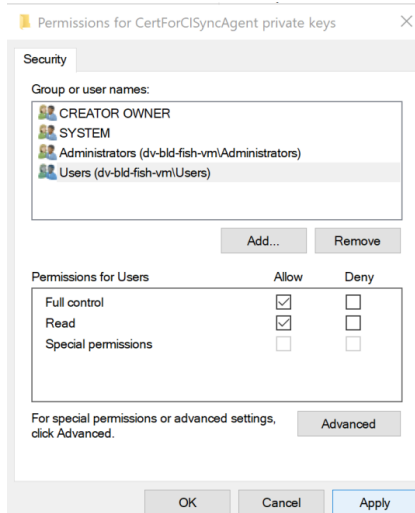 Permissions for CertForCISyncAgent private keys
Security
Group or user names:
CREATOR OWNER
SYSTEM
Administrators (dv-bld-fish-vm\Administrators)
Users (dv-bld-fish-vm\Users)
Add... Remove
Permissions for Users Allow Deny
Full control
Read
Special permissions
For special permissions or advanced settings,
click Advanced.
Advanced
OK Cancel Apply